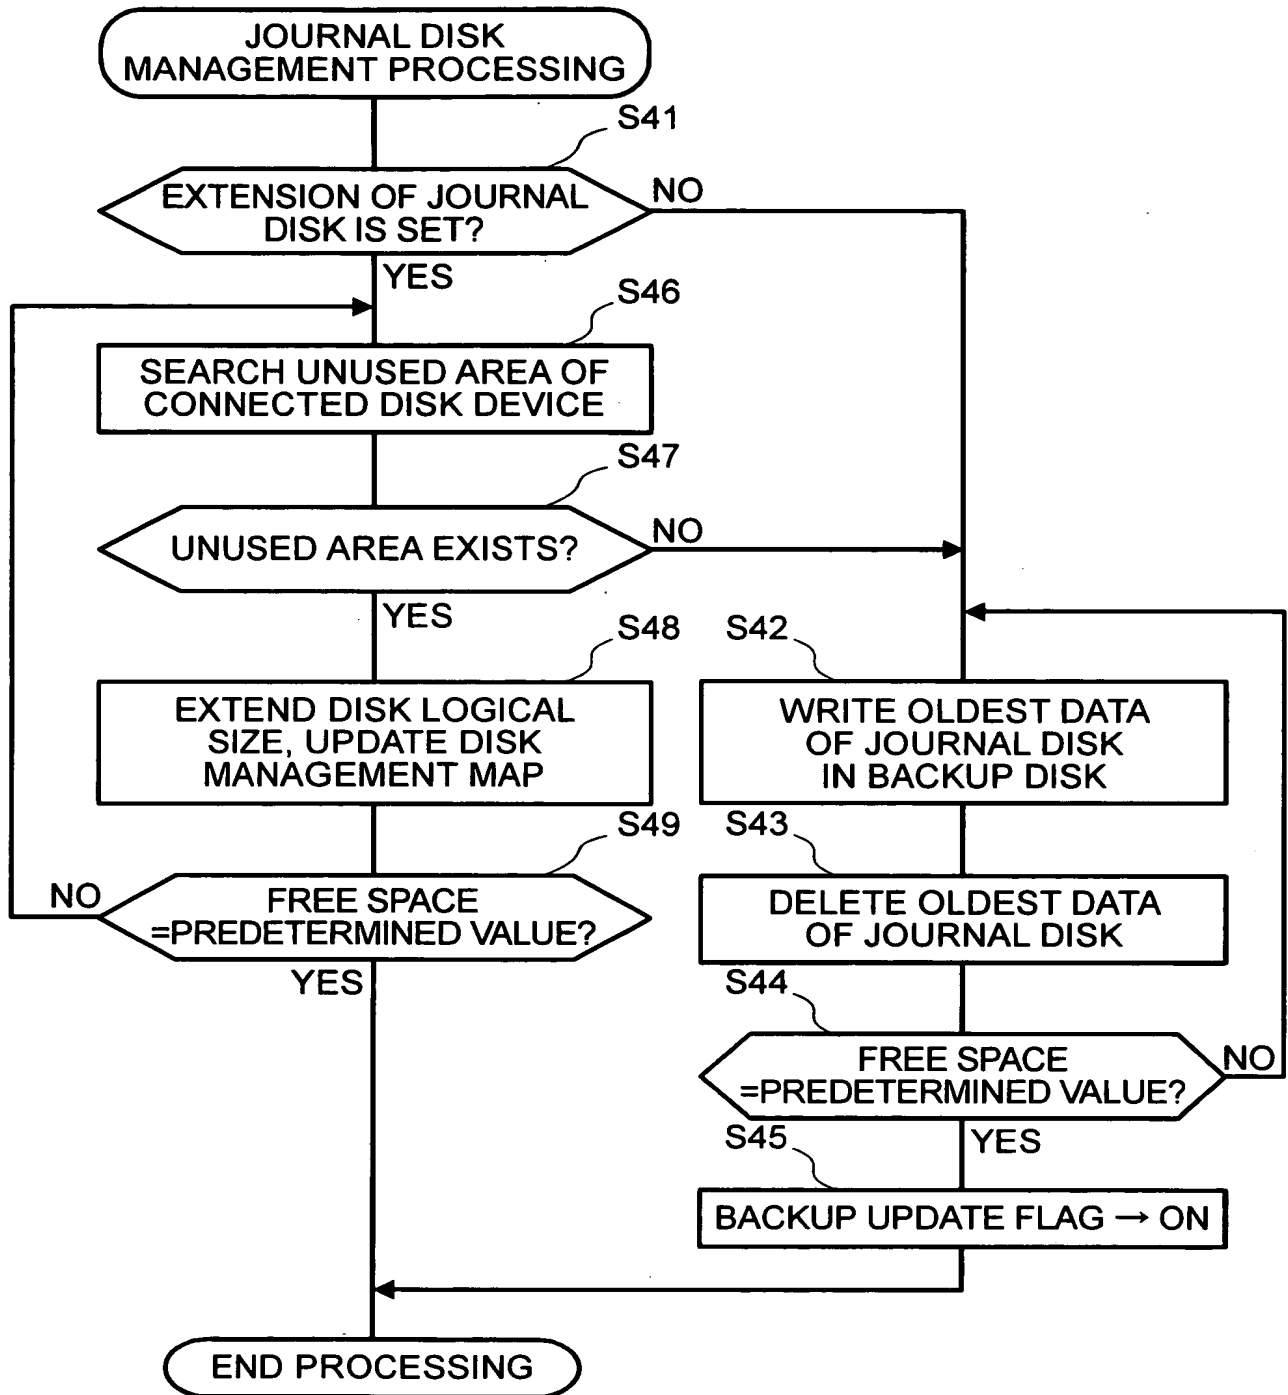 JOURNAL DISK
MANAGEMENT PROCESSING
S41
EXTENSION OF JOURNAL
DISK IS SET?
NO
YES
S46
SEARCH UNUSED AREA OF
CONNECTED DISK DEVICE
S47
UNUSED AREA EXISTS?
NO
YES
S48
EXTEND DISK LOGICAL
SIZE, UPDATE DISK
MANAGEMENT MAP
S49
NO
FREE SPACE
=PREDETERMINED VALUE?
YES
S42
WRITE OLDEST DATA
OF JOURNAL DISK
IN BACKUP DISK
S43
DELETE OLDEST DATA
OF JOURNAL DISK
S44
FREE SPACE
=PREDETERMINED VALUE?
NO
YES
S45
BACKUP UPDATE FLAG → ON
END PROCESSING